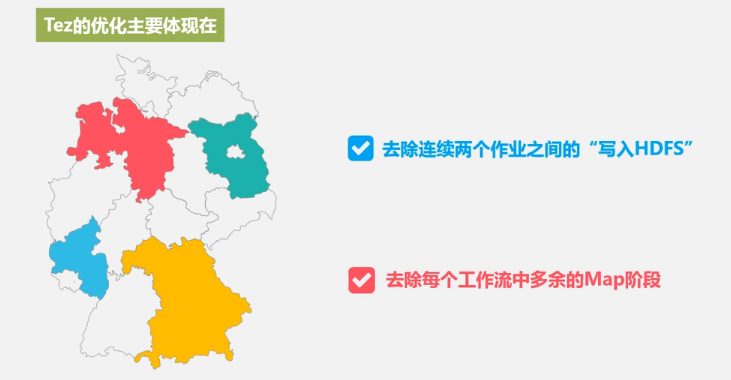 Tez的优化主要体现在
去除连续两个作业之间的“写入HDFS”
去除每个工作流中多余的Map阶段